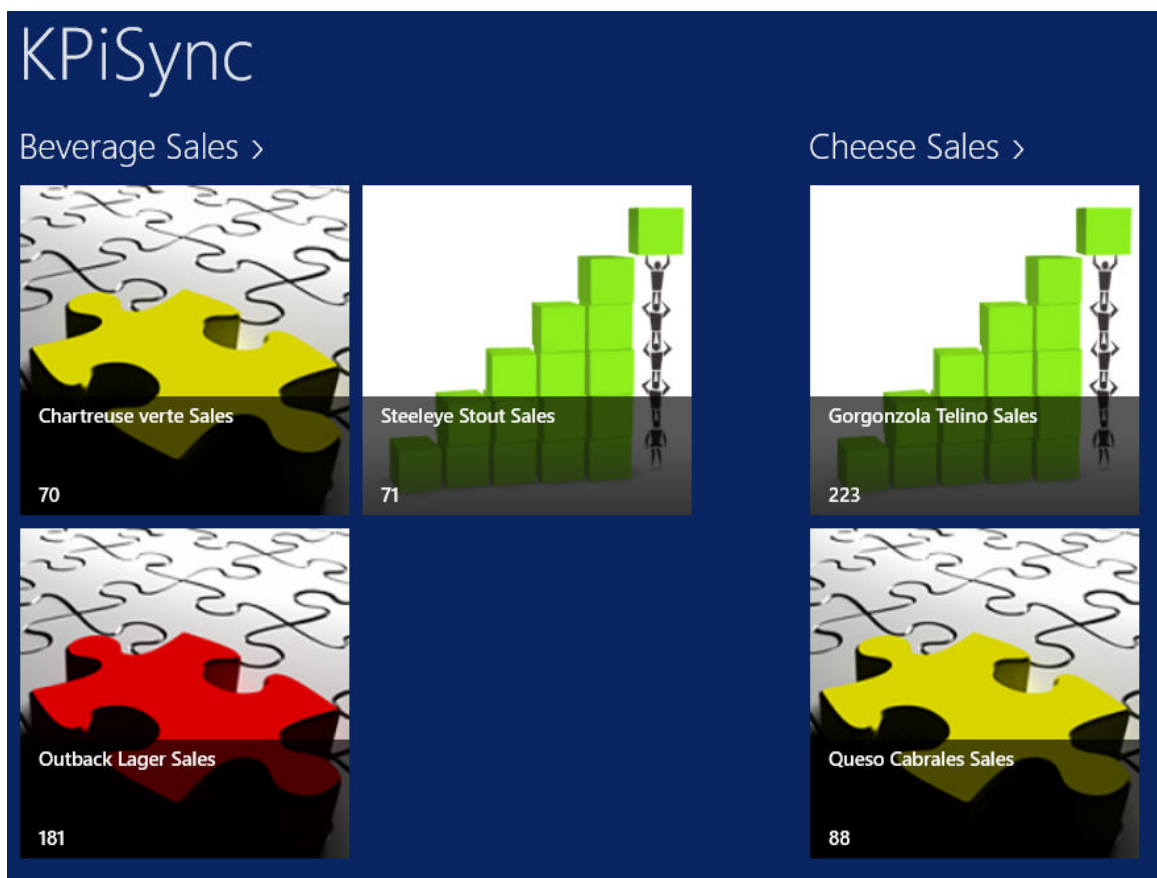 KPiSync
Beverage Sales >
Chartreuse verte Sales
70
Steeleye Stout Sales
71
Outback Lager Sales
181
Cheese Sales >
Gorgonzola Telino Sales
223
Queso Cabrales Sales
88